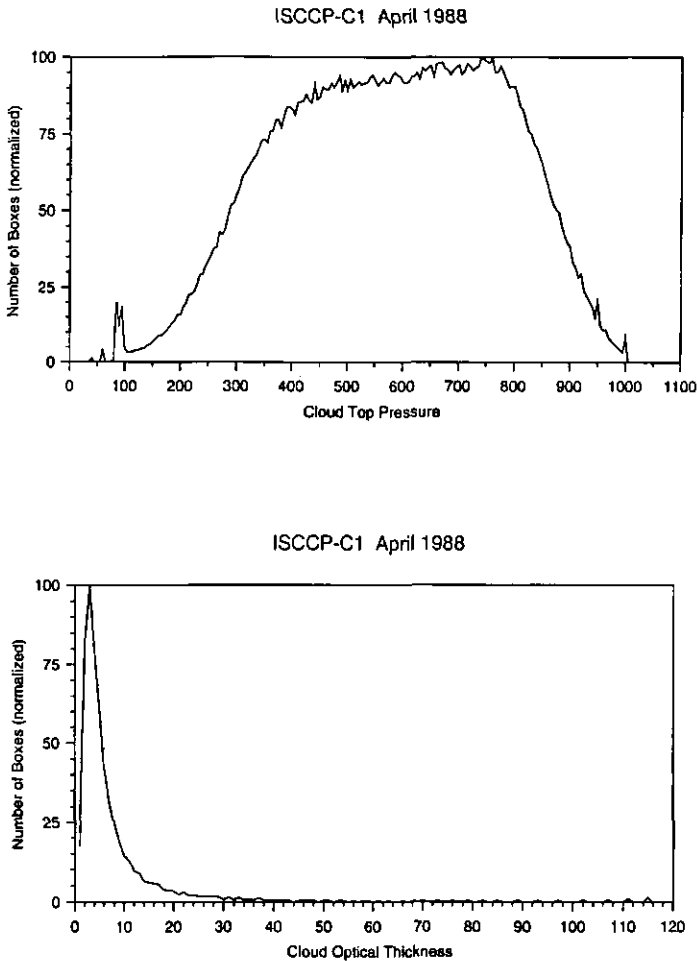 ISCCP-C1 April 1988
Number of Boxes (normalized)
100
75
50
25
0
0 100 200 300 400 500 600 700 800 900 1000 1100
Cloud Top Pressure
ISCCP-C1 April 1988
Number of Boxes (normalized)
100
75
50
25
0
0 10 20 30 40 50 60 70 80 90 100 110 120
Cloud Optical Thickness